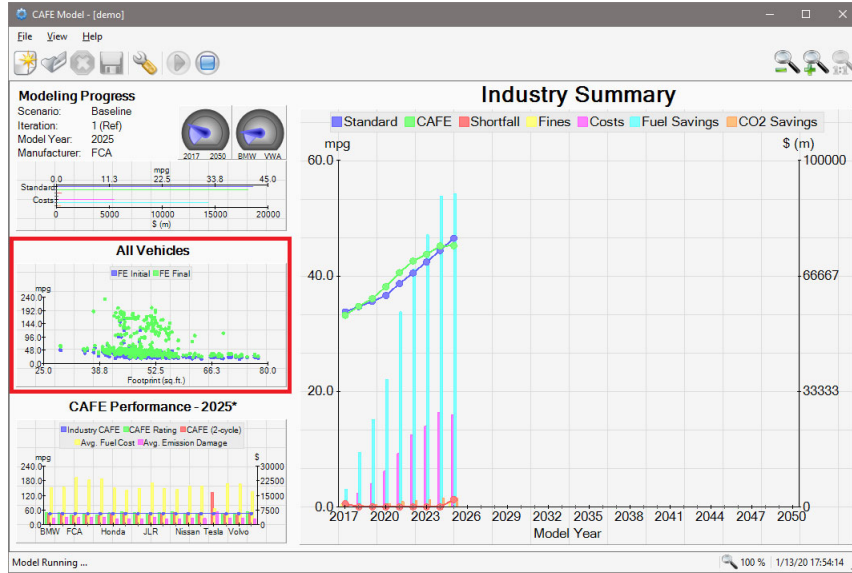 CAFE Model - [demo]
File View Help
Modeling Progress
Scenario: Baseline
Iteration: 1 (Ref)
Model Year: 2025
Manufacturer: FCA
2017 2050 BMW VWA
mpg
0.0 11.3 22.5 33.8 45.0
Standard
Costs
0 5000 10000 15000 20000
$ (m)
All Vehicles
FE Initial FE Final
mpg
240.0
192.0
144.0
96.0
48.0
0.0
25.0 38.8 52.5 66.3 80.0
Footprint (sq.ft.)
CAFE Performance - 2025*
Industry CAFE CAFE Rating CAFE (2-cycle)
Avg. Fuel Cost Avg. Emission Damage
mpg $
240.0 30000
180.0 22500
120.0 15000
60.0 7500
0.0 0
BMW FCA Honda JLR Nissan Tesla Volvo
Industry Summary
Standard CAFE Shortfall Fines Costs Fuel Savings CO2 Savings
mpg $ (m)
60.0 100000
40.0 66667
20.0 33333
0.0 0
2017 2020 2023 2026 2029 2032 2035 2038 2041 2044 2047 2050
Model Year
Model Running ... 100 % 1/13/20 17:54:14